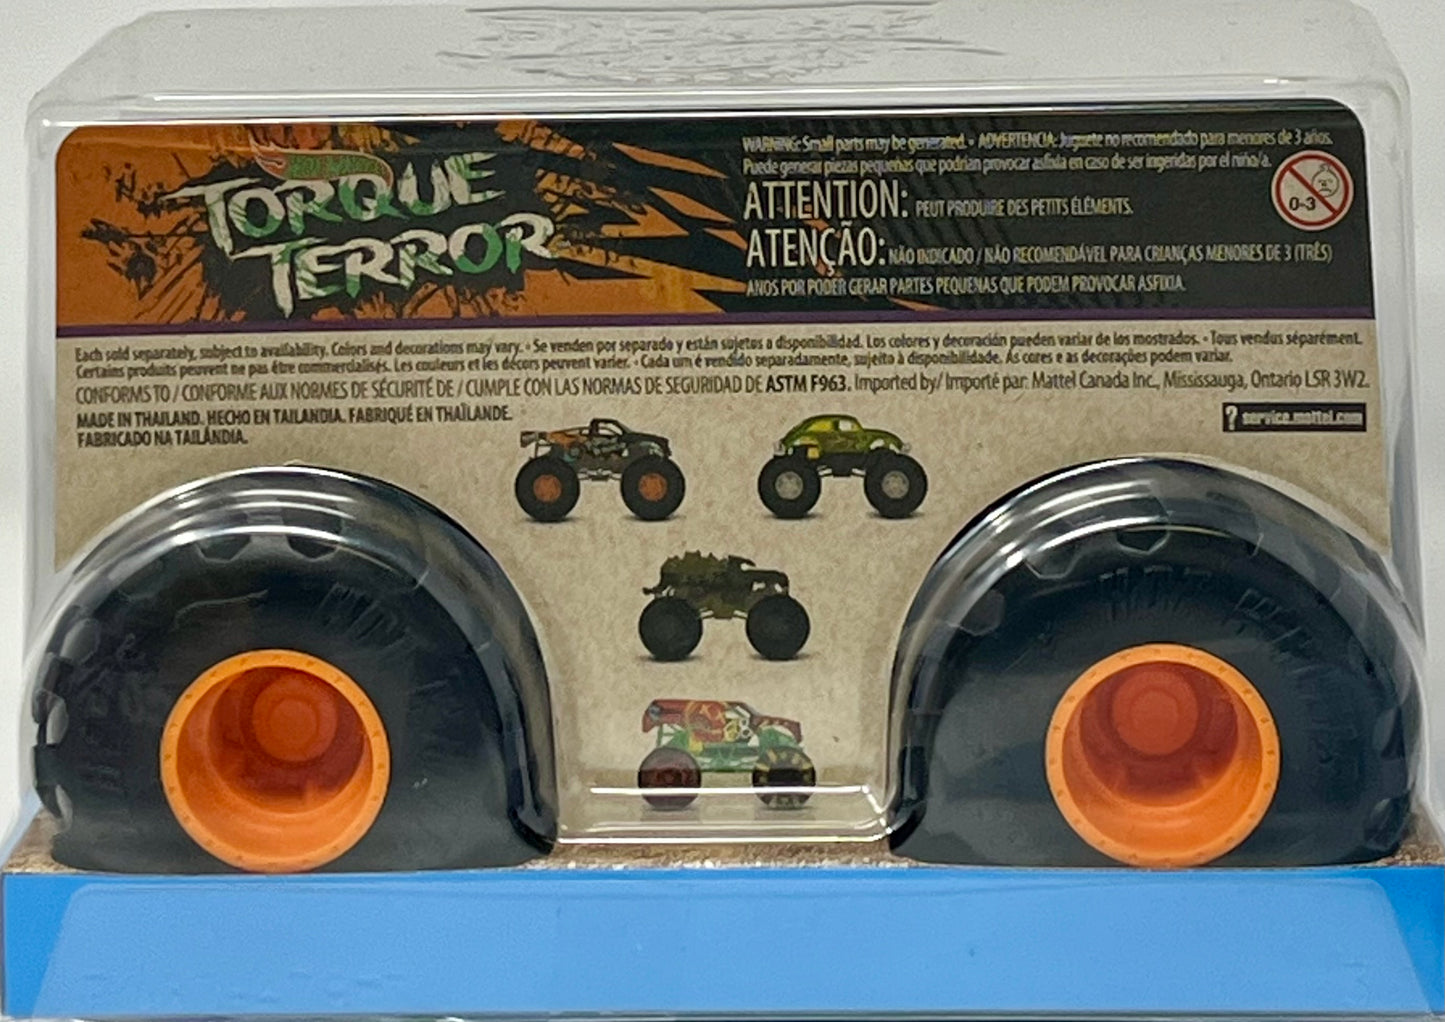 HOT WHEELS
TORQUE
TERROR
WARNING: Small parts may be generated. • ADVERTENCIA: Juguete no recomendado para menores de 3 años.
Puede generar piezas pequeñas que podrían provocar asfixia en caso de ser ingeridas por el niño/a.
ATTENTION: PEUT PRODUIRE DES PETITS ÉLÉMENTS.
ATENÇÃO: NÃO INDICADO / NÃO RECOMENDÁVEL PARA CRIANÇAS MENORES DE 3 (TRÊS)
ANOS POR PODER GERAR PARTES PEQUENAS QUE PODEM PROVOCAR ASFIXIA.
0-3
Each sold separately, subject to availability. Colors and decorations may vary. • Se venden por separado y están sujetos a disponibilidad. Los colores y decoración pueden variar de los mostrados. • Tous vendus séparément.
Certains produits peuvent ne pas être commercialisés. Les couleurs et les décors peuvent varier. • Cada um é vendido separadamente, sujeito à disponibilidade. As cores e as decorações podem variar.
CONFORMS TO / CONFORME AUX NORMES DE SÉCURITÉ DE / CUMPLE CON LAS NORMAS DE SEGURIDAD DE ASTM F963. Imported by/ Importé par: Mattel Canada Inc., Mississauga, Ontario L5R 3W2.
MADE IN THAILAND. HECHO EN TAILANDIA. FABRIQUÉ EN THAÏLANDE.
FABRICADO NA TAILÂNDIA.
? service.mattel.com